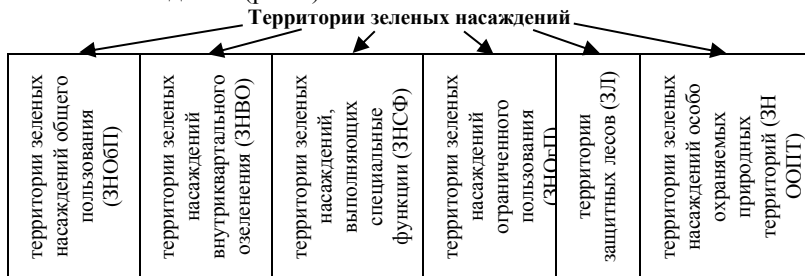 Территории зеленых насаждений
территории зеленых
насаждений общего
пользования
(ЗНОбП)
территории зеленых
насаждений
внутриквартального
озеленения (ЗНВО)
территории зеленых
насаждений,
выполняющих
специальные
функции (ЗНСФ)
территории зеленых
насаждений
ограниченного
пользования
(ЗНОгП)
территории
защитных лесов (ЗЛ)
территории зеленых
насаждений особо
охраняемых
природных
территорий (ЗН
ООПТ)